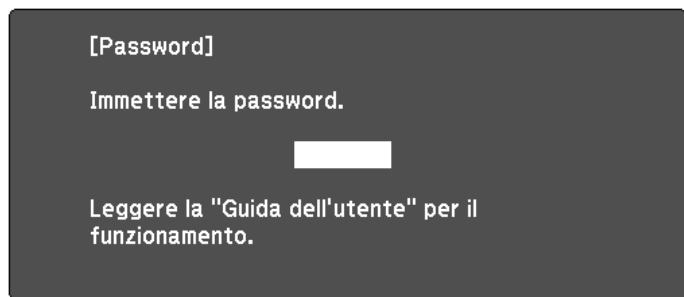 [Password]
Immettere la password.
Leggere la "Guida dell'utente" per il
funzionamento.